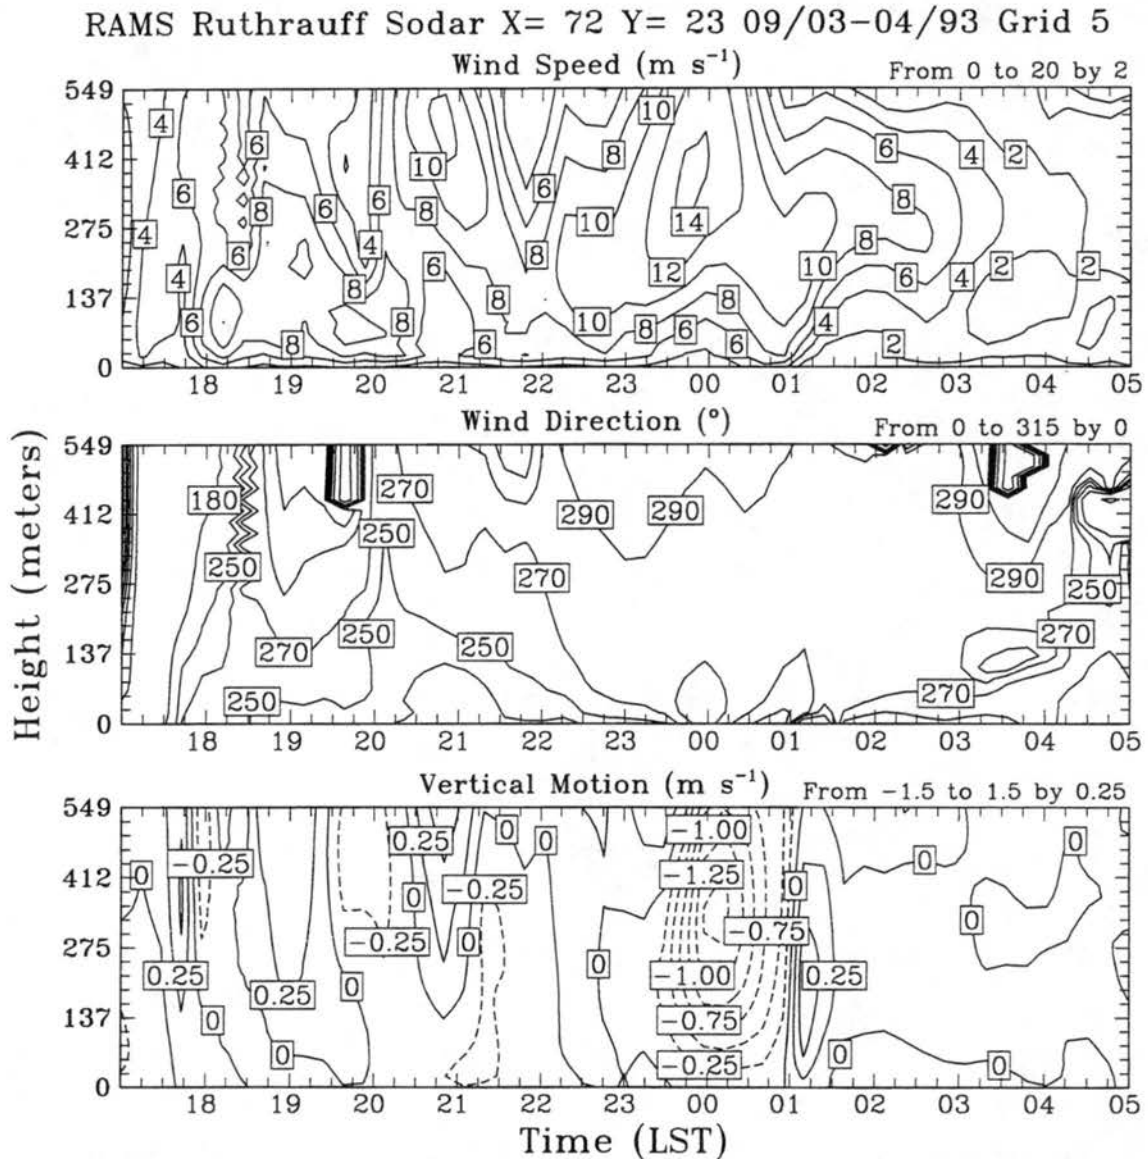 RAMS Ruthrauff Sodar X= 72 Y= 23 09/03-04/93 Grid 5
Wind Speed (m s⁻¹)
From 0 to 20 by 2
549
412
275
137
0
4 6 10 10 6 4 2
4 6 8 10 6 8
6 8 6 4 6 8 6 10 14 8
4 6 8 6 8 12 10 8 6 4 2 2
6 8 8 6 10 8 6 8 6 4 2
18 19 20 21 22 23 00 01 02 03 04 05
Wind Direction (°)
From 0 to 315 by 0
Height (meters)
549
412
275
137
0
180 270 290 290 290
250 250 270 290 250
270 250 250 270
250 270
18 19 20 21 22 23 00 01 02 03 04 05
Vertical Motion (m s⁻¹)
From -1.5 to 1.5 by 0.25
549
412
275
137
0
0 -0.25 0.25 0 0 -1.00 0 0
0 -0.25 -1.25 0 0
0.25 0.25 0 -0.25 0 0 -1.00 -0.75 0.25
0 0 -0.75 -0.25 0 0
18 19 20 21 22 23 00 01 02 03 04 05
Time (LST)